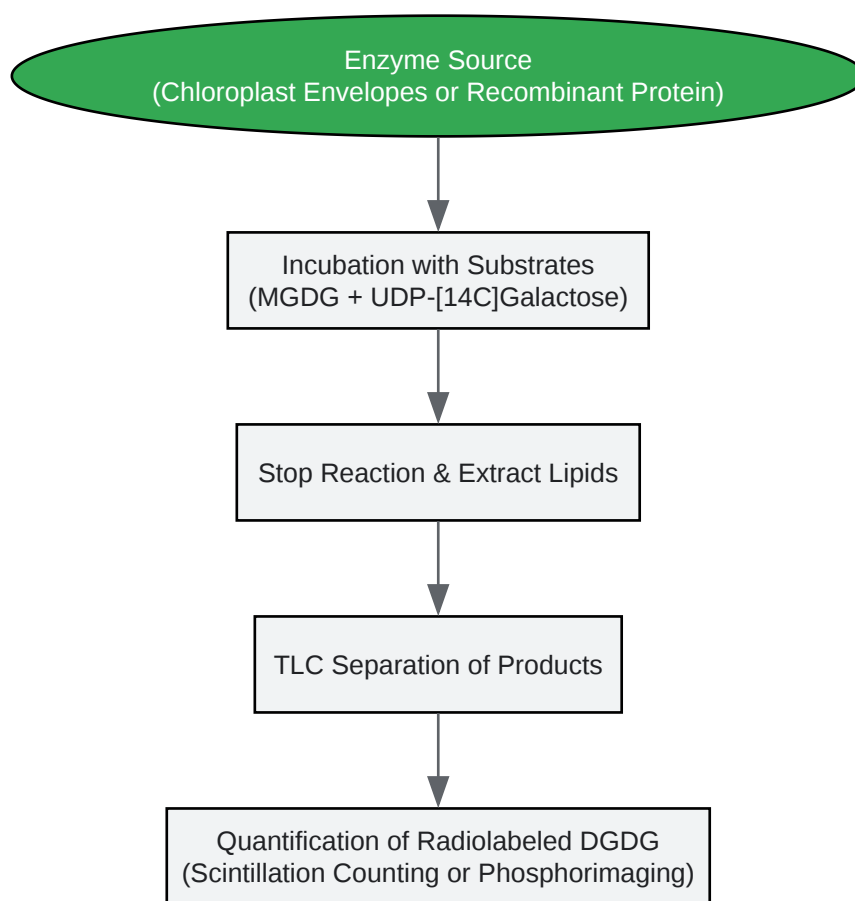 Enzyme Source
(Chloroplast Envelopes or Recombinant Protein)
Incubation with Substrates
(MGDG + UDP-[14C]Galactose)
Stop Reaction & Extract Lipids
TLC Separation of Products
Quantification of Radiolabeled DGDG
(Scintillation Counting or Phosphorimaging)